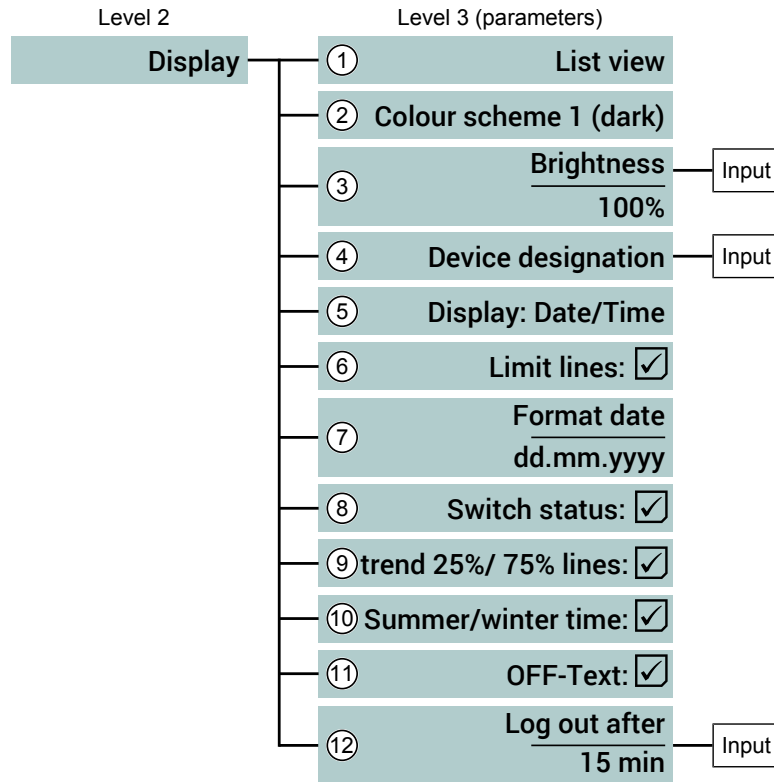 Level 2
Level 3 (parameters)
Display
1 List view
2 Colour scheme 1 (dark)
3 Brightness
100%
Input
4 Device designation
Input
5 Display: Date/Time
6 Limit lines:
7 Format date
dd.mm.yyyy
8 Switch status:
9 trend 25%/ 75% lines:
10 Summer/winter time:
11 OFF-Text:
12 Log out after
15 min
Input